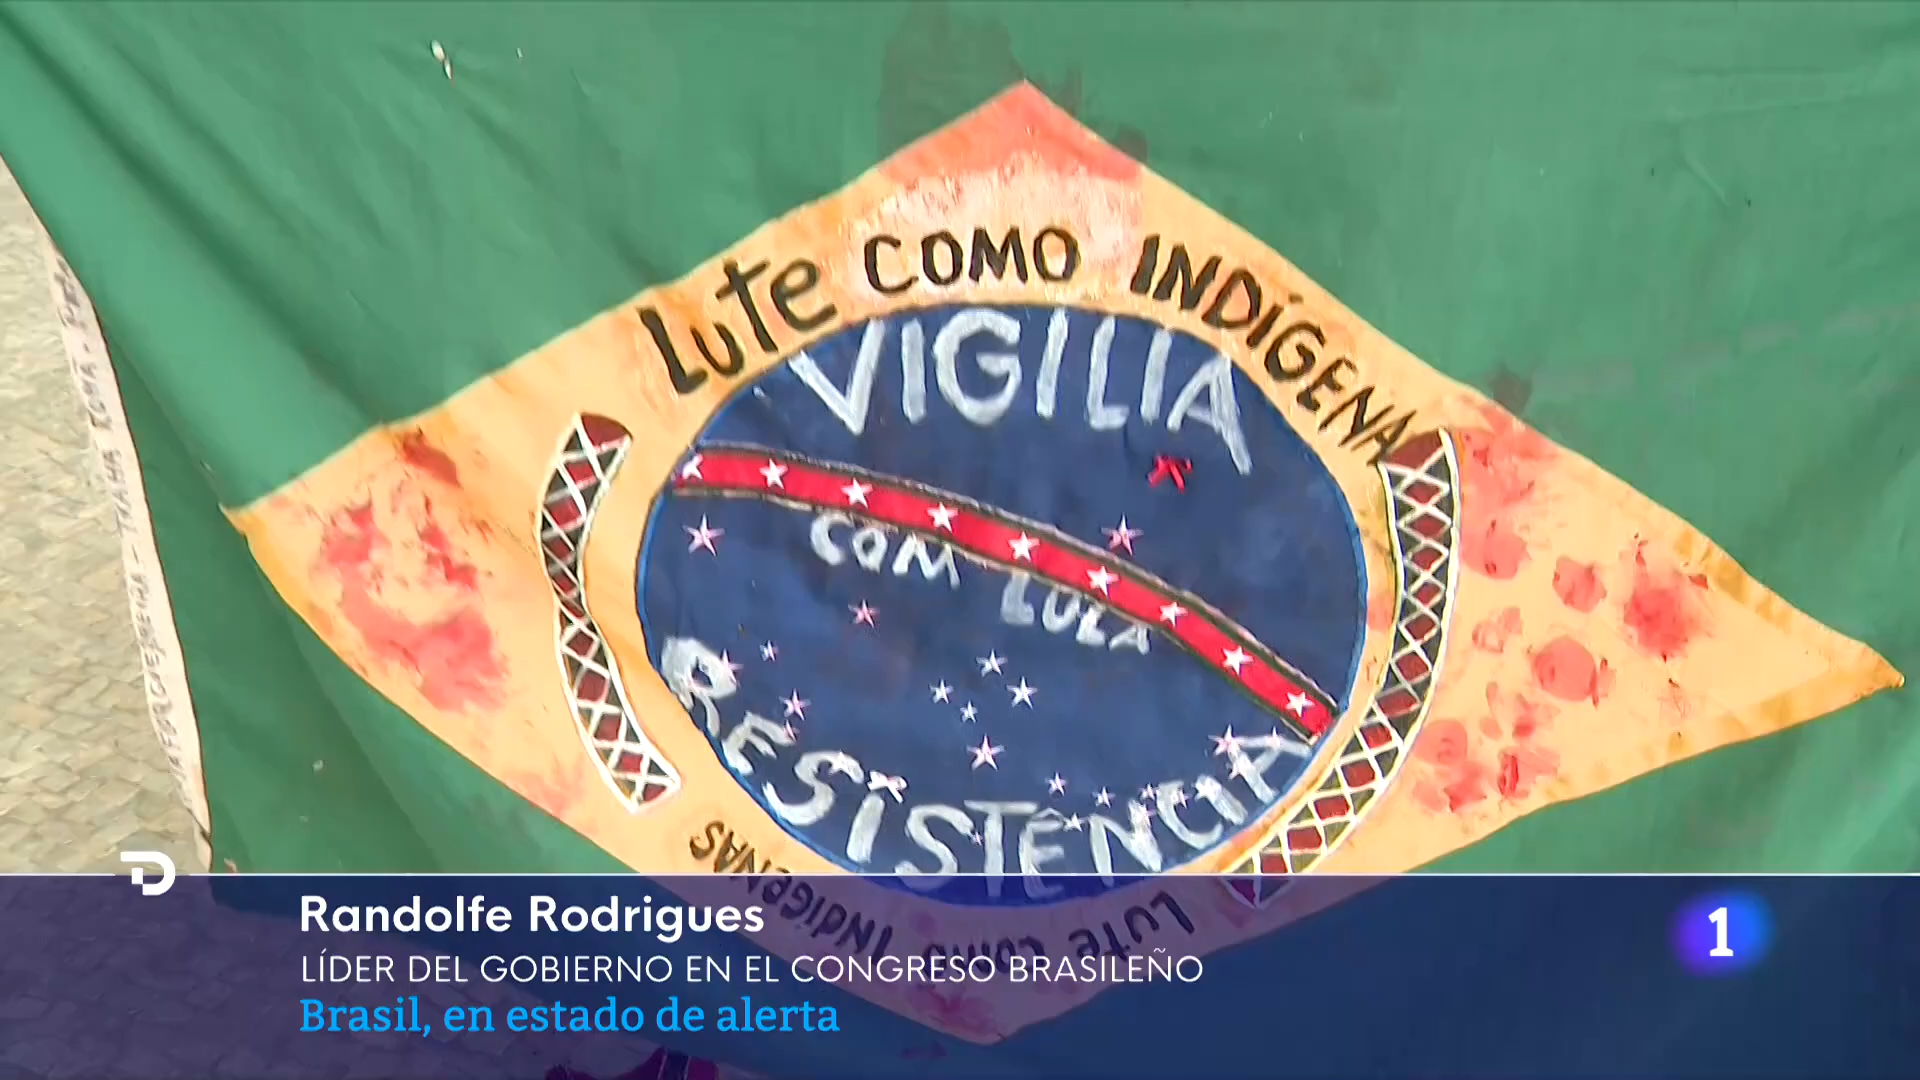 Lute COMO INDÍGENA
VIGILIA
COM LULA
RESISTÊNCIA
LUTE COMO INDÍGENAS
Randolfe Rodrigues
LÍDER DEL GOBIERNO EN EL CONGRESO BRASILEÑO
Brasil, en estado de alerta
1